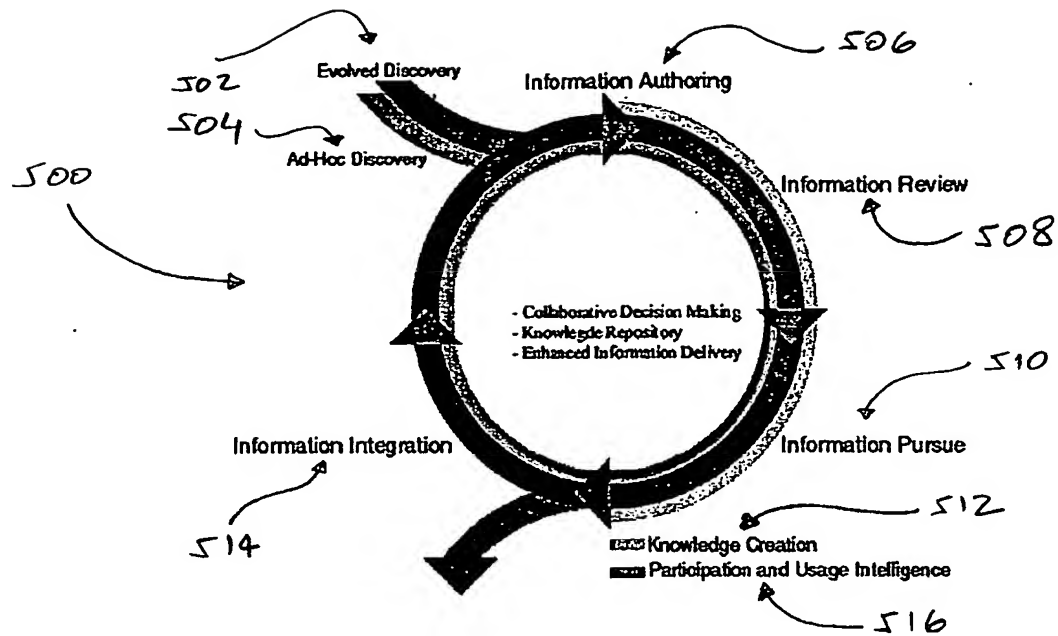 506
502
Evolved Discovery
Information Authoring
504
Ad-Hoc Discovery
500
Information Review
508
- Collaborative Decision Making
- Knowlegde Repository
- Enhanced Information Delivery
510
Information Integration
Information Pursue
514
512
Knowledge Creation
Participation and Usage Intelligence
516